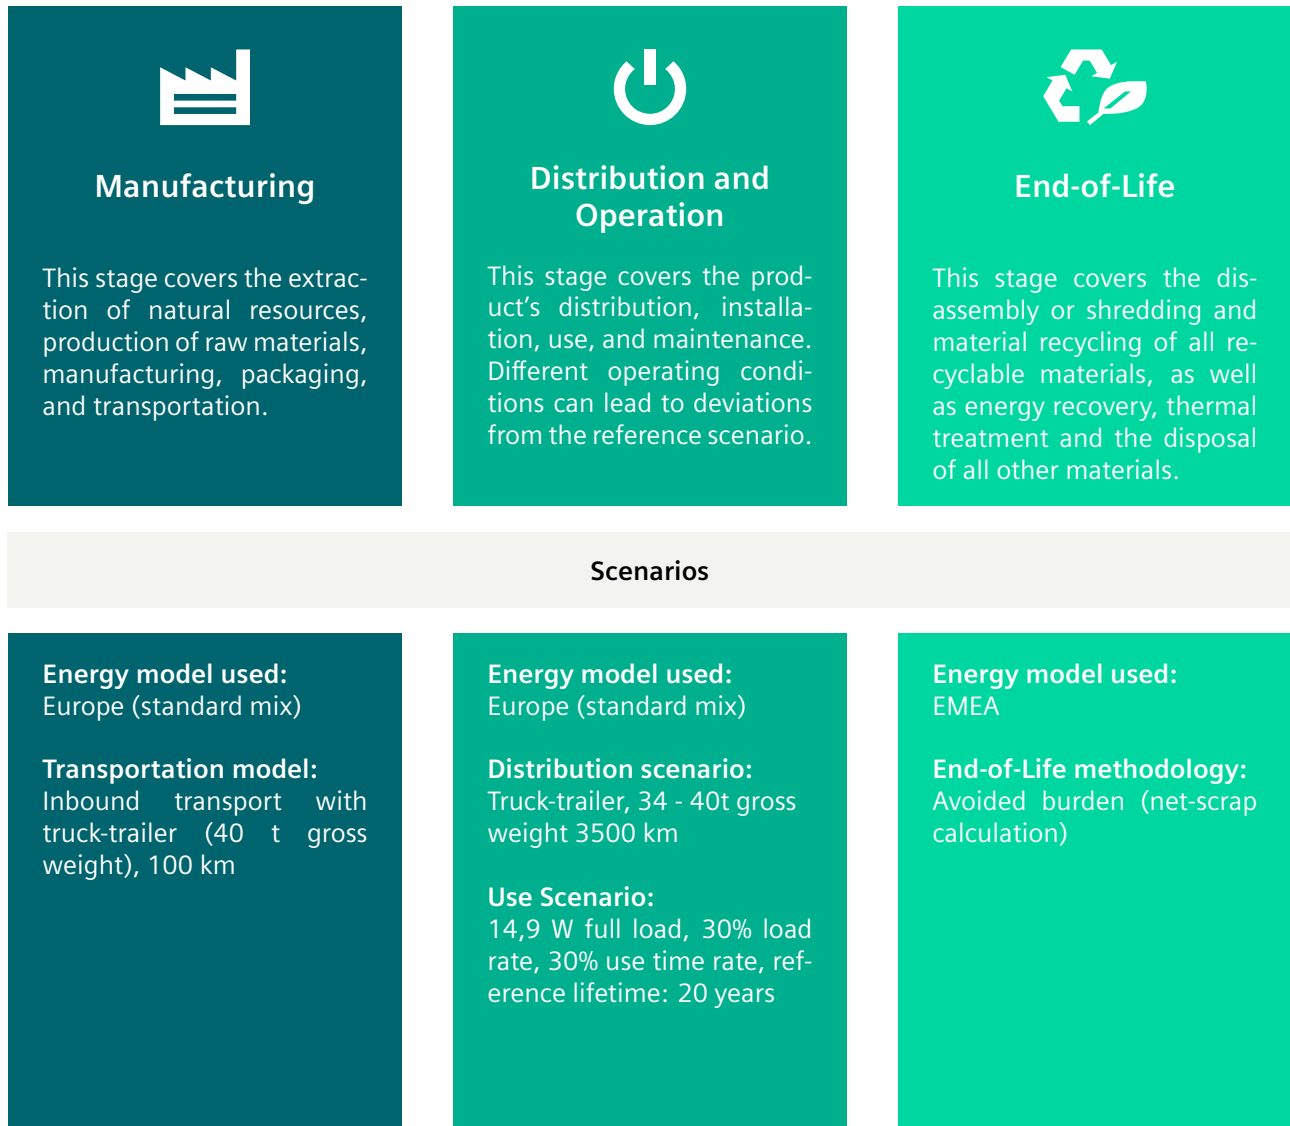 Manufacturing
This stage covers the extrac-
tion of natural resources,
production of raw materials,
manufacturing, packaging,
and transportation.
Distribution and
Operation
This stage covers the prod-
uct's distribution, installa-
tion, use, and maintenance.
Different operating condi-
tions can lead to deviations
from the reference scenario.
End-of-Life
This stage covers the dis-
assembly or shredding and
material recycling of all re-
cyclable materials, as well
as energy recovery, thermal
treatment and the disposal
of all other materials.
Scenarios
Energy model used:
Europe (standard mix)
Transportation model:
Inbound transport with
truck-trailer (40 t gross
weight), 100 km
Energy model used:
Europe (standard mix)
Distribution scenario:
Truck-trailer, 34 - 40t gross
weight 3500 km
Use Scenario:
14,9 W full load, 30% load
rate, 30% use time rate, ref-
erence lifetime: 20 years
Energy model used:
EMEA
End-of-Life methodology:
Avoided burden (net-scrap
calculation)